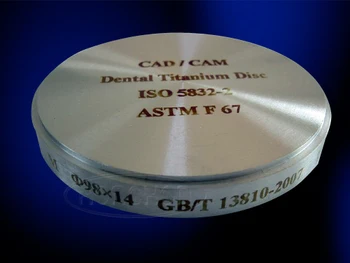 CAD / CAM
Dental Titanium Disc
ISO 5832-2
ASTM F 67
M Φ98×14 GB/T 13810-2007